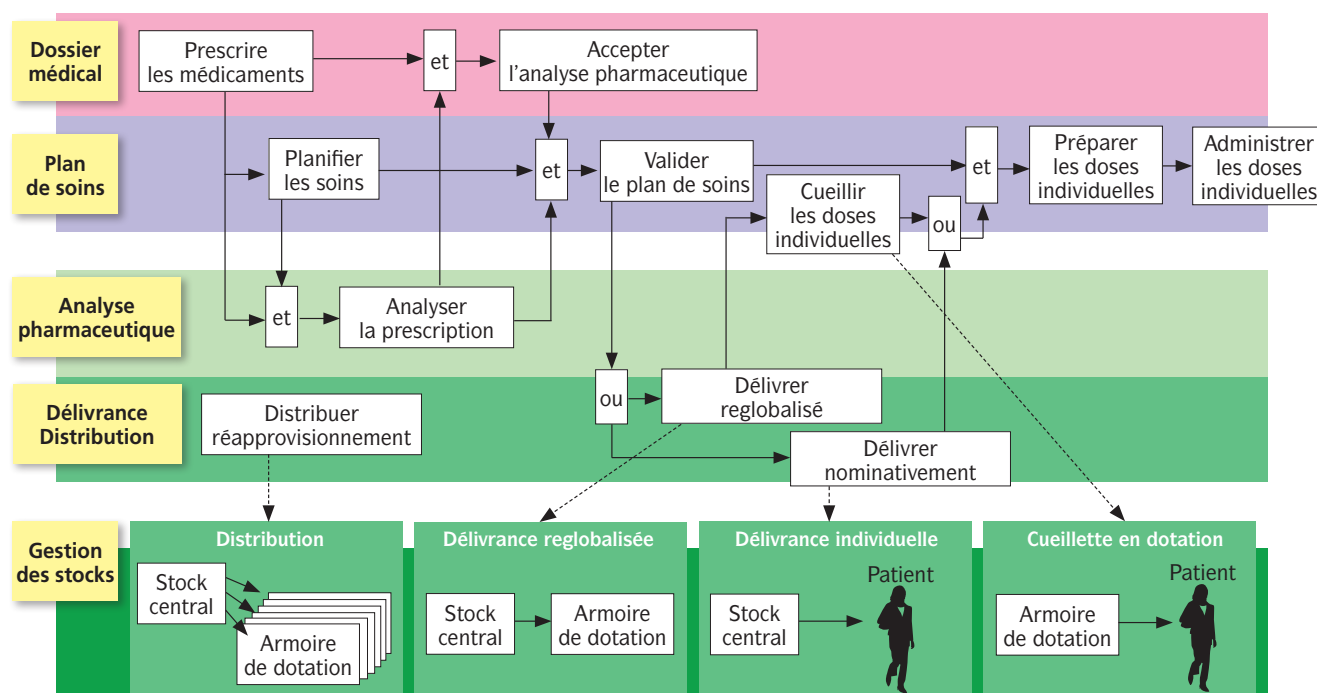 Dossier
médical
Prescrire
les médicaments
et
Accepter
l’analyse pharmaceutique
Plan
de soins
Planifier
les soins
et
Valider
le plan de soins
Cueillir
les doses
individuelles
ou
et
Préparer
les doses
individuelles
Administrer
les doses
individuelles
Analyse
pharmaceutique
et
Analyser
la prescription
Délivrance
Distribution
Distribuer
réapprovisionnement
ou
Délivrer
reglobalisé
Délivrer
nominativement
Gestion
des stocks
Distribution
Stock
central
Armoire
de dotation
Délivrance reglobalisée
Stock
central
Armoire
de dotation
Délivrance individuelle
Stock
central
Patient
Cueillette en dotation
Armoire
de dotation
Patient